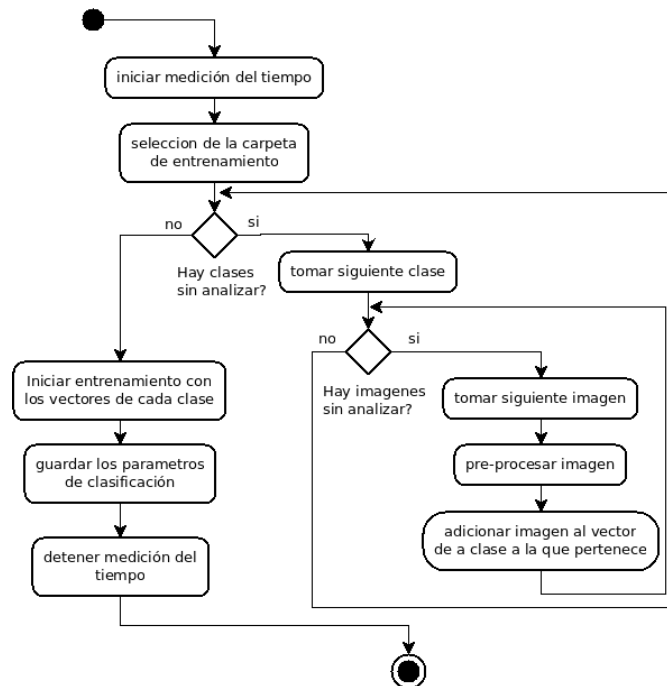 iniciar medición del tiempo
seleccion de la carpeta
de entrenamiento
no
si
Hay clases
sin analizar?
tomar siguiente clase
no
si
Hay imagenes
sin analizar?
Iniciar entrenamiento con
los vectores de cada clase
tomar siguiente imagen
guardar los parametros
de clasificación
pre-procesar imagen
adicionar imagen al vector
de a clase a la que pertenece
detener medición del
tiempo